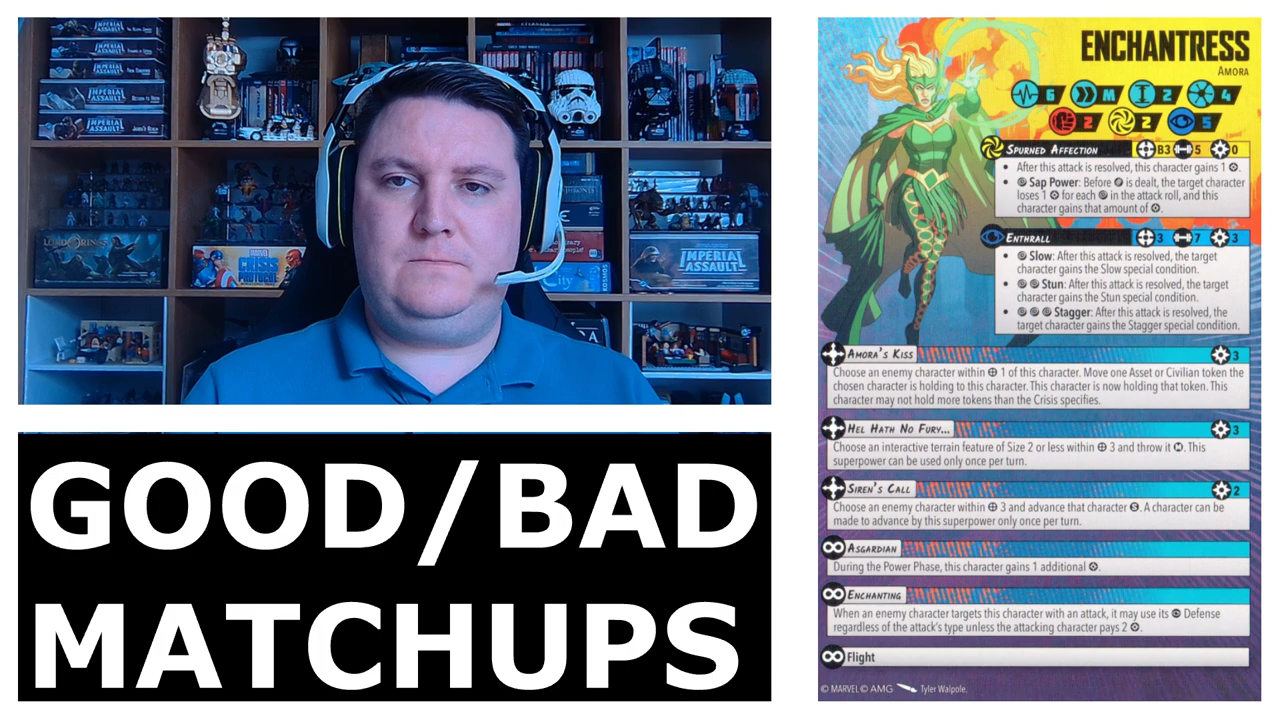 IMPERIAL ASSAULT
IMPERIAL ASSAULT
IMPERIAL ASSAULT
LORD OF THE RINGS
MARVEL
CRISIS PROTOCOL
City
KOSMOS
IMPERIAL ASSAULT
GOOD/BAD
MATCHUPS
ENCHANTRESS
AMORA
6 M 2 4
2 2 5
SPURNED AFFECTION B3 5 0
• After this attack is resolved, this character gains 1 .
• Sap Power: Before is dealt, the target character
loses 1 for each in the attack roll, and this
character gains that amount of .
ENTHRALL 3 7 3
• Slow: After this attack is resolved, the target
character gains the Slow special condition.
• Stun: After this attack is resolved, the target
character gains the Stun special condition.
• Stagger: After this attack is resolved, the
target character gains the Stagger special condition.
AMORA'S KISS 3
Choose an enemy character within 1 of this character. Move one Asset or Civilian token the
chosen character is holding to this character. This character is now holding that token. This
character may not hold more tokens than the Crisis specifies.
HEL HATH NO FURY... 3
Choose an interactive terrain feature of Size 2 or less within 3 and throw it M. This
superpower can be used only once per turn.
SIREN'S CALL 2
Choose an enemy character within 3 and advance that character S. A character can be
made to advance by this superpower only once per turn.
ASGARDIAN
During the Power Phase, this character gains 1 additional .
ENCHANTING
When an enemy character targets this character with an attack, it may use its Defense
regardless of the attack's type unless the attacking character pays 2 .
Flight
© MARVEL © AMG Tyler Walpole.